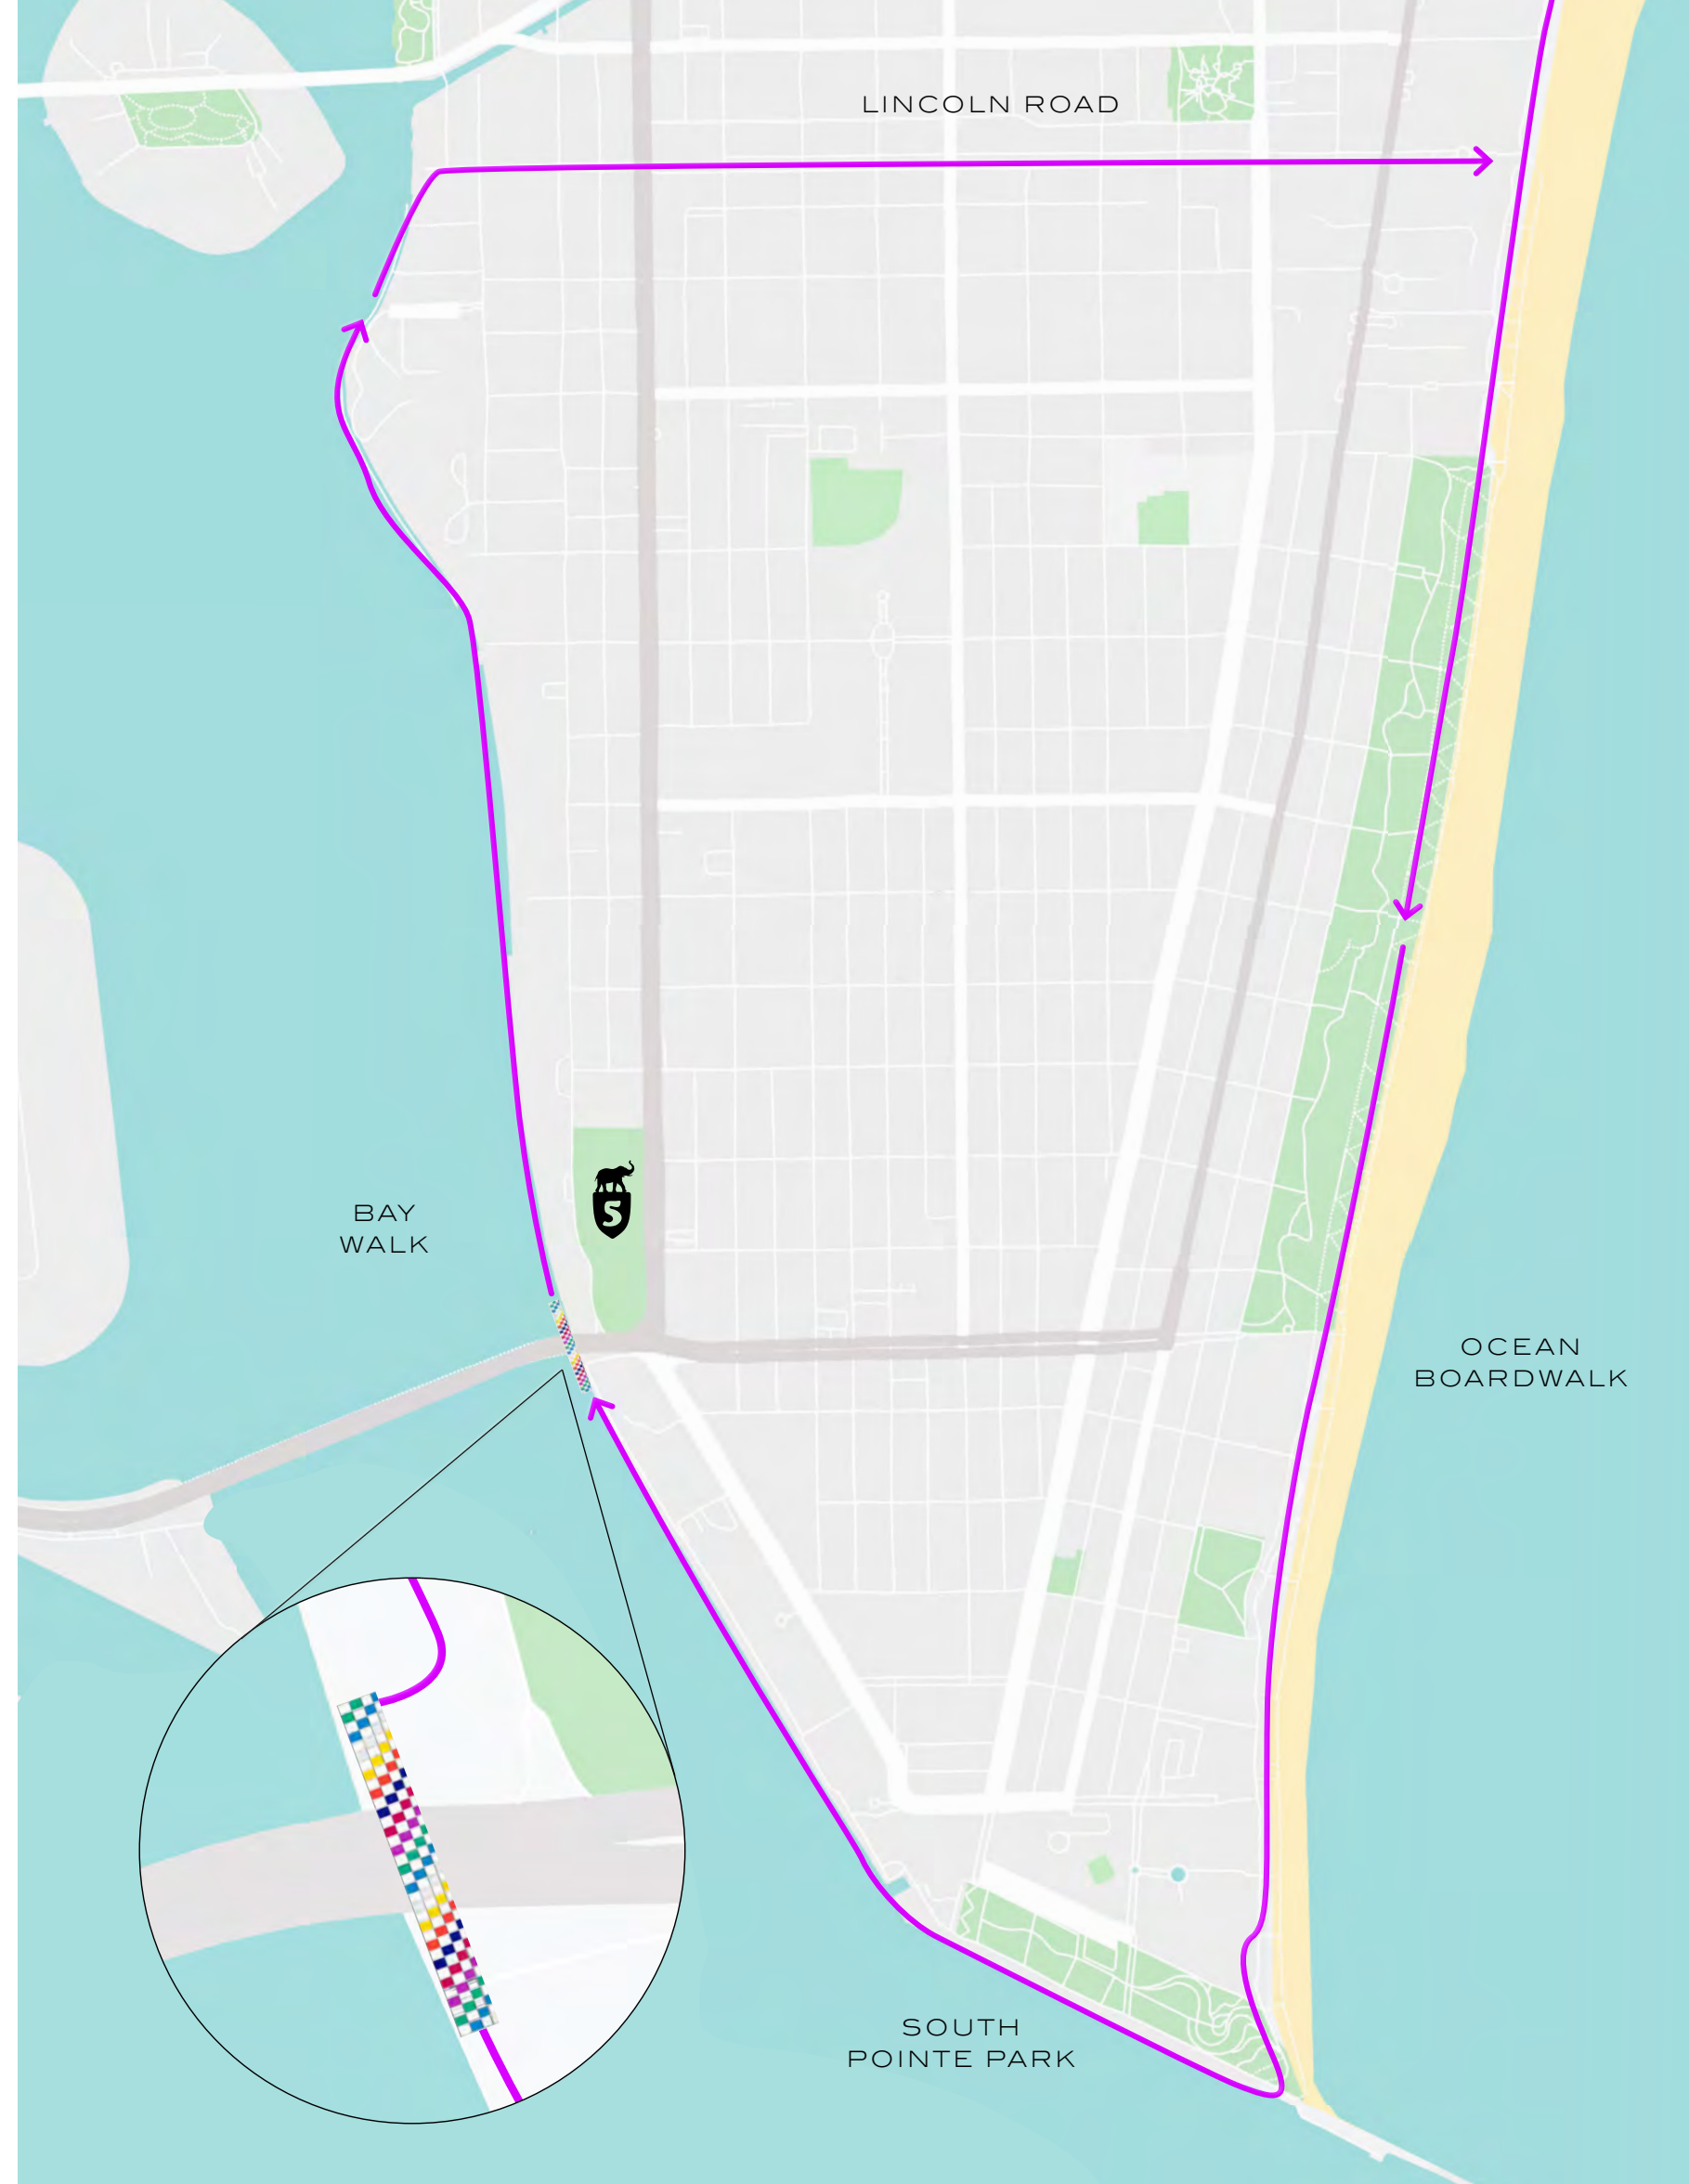 LINCOLN ROAD
S
BAY
WALK
OCEAN
BOARDWALK
SOUTH
POINTE PARK